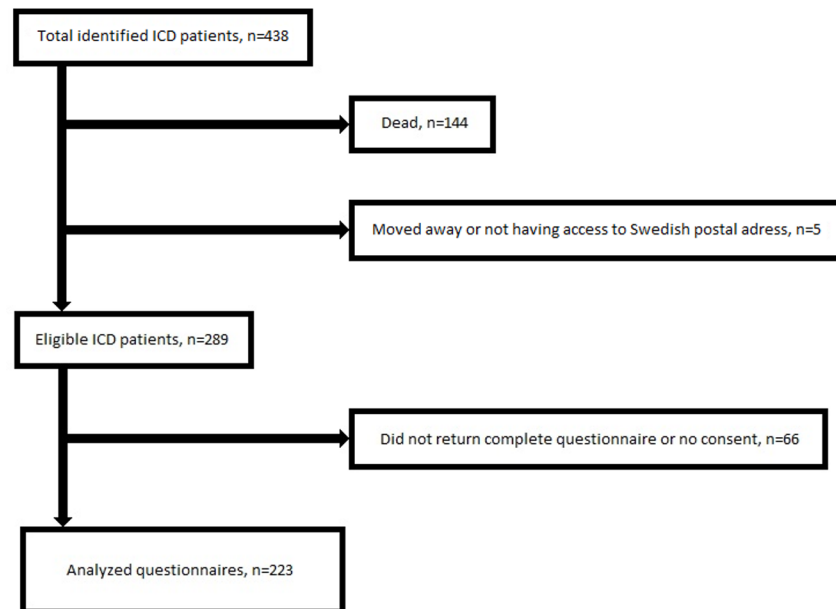 Total identified ICD patients, n=438
Dead, n=144
Moved away or not having access to Swedish postal adress, n=5
Eligible ICD patients, n=289
Did not return complete questionnaire or no consent, n=66
Analyzed questionnaires, n=223